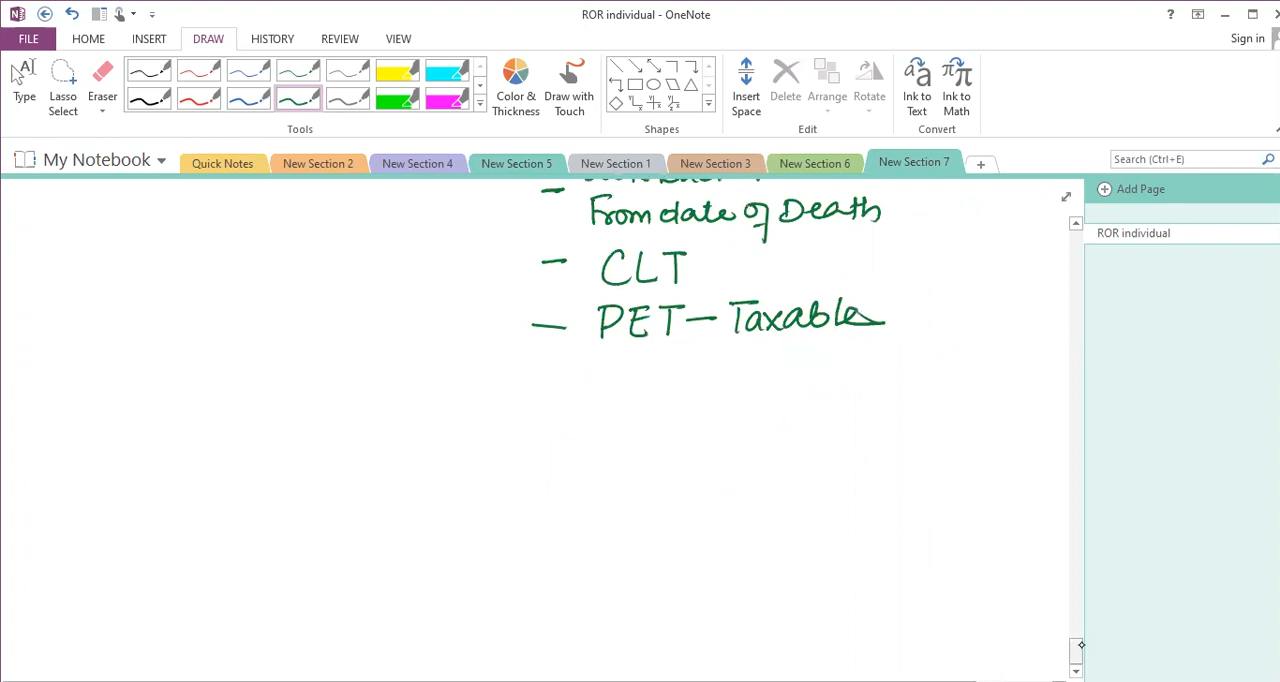 ROR individual - OneNote
?
Sign in
FILE HOME INSERT DRAW HISTORY REVIEW VIEW
Type
Lasso Select
Eraser
Color & Thickness
Draw with Touch
Insert Space
Delete
Arrange
Rotate
Ink to Text
Ink to Math
Tools
Shapes
Edit
Convert
My Notebook
Quick Notes New Section 2 New Section 4 New Section 5 New Section 1 New Section 3 New Section 6 New Section 7
Search (Ctrl+E)
Add Page
ROR individual
From date of Death
- CLT
- PET - Taxable